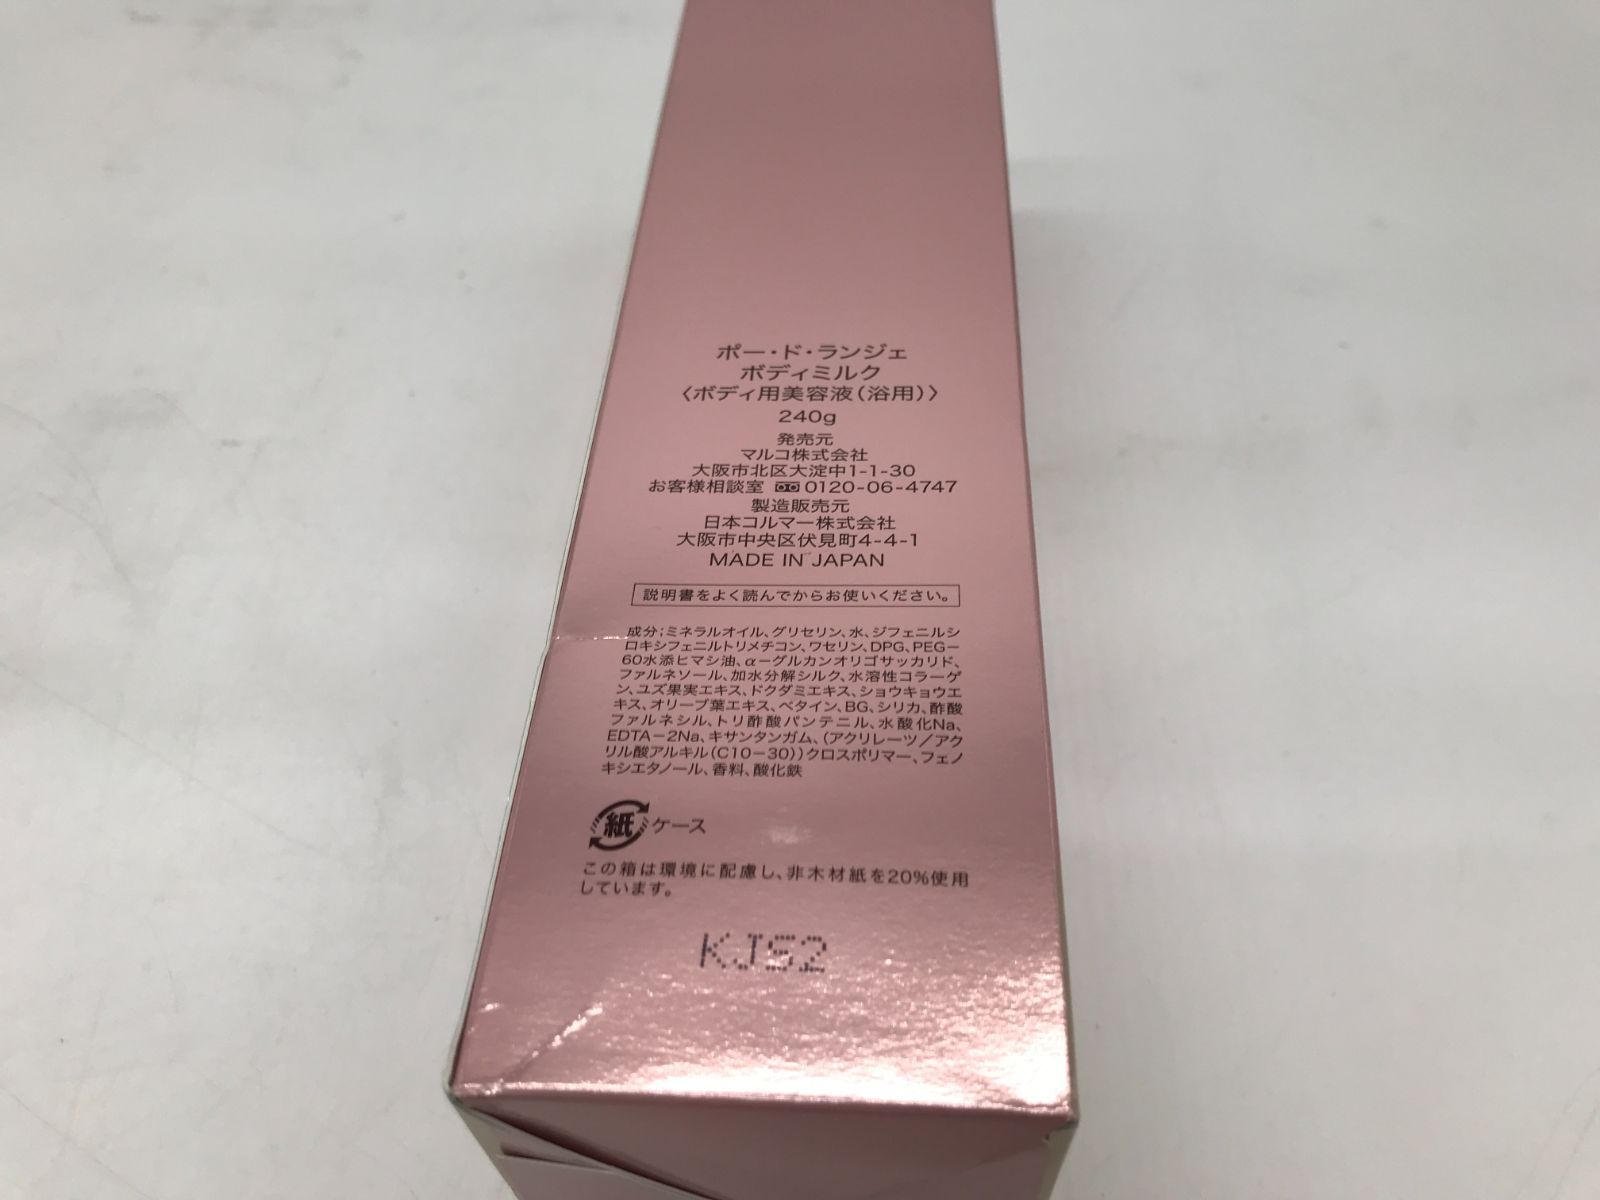 ポー・ド・ランジェ
ボディミルク
〈ボディ用美容液（浴用）〉
240g
発売元
マルコ株式会社
大阪市北区大淀中1-1-30
お客様相談室 0120-06-4747
製造販売元
日本コルマー株式会社
大阪市中央区伏見町4-4-1
MADE IN JAPAN
説明書をよく読んでからお使いください。
成分；ミネラルオイル、グリセリン、水、ジフェニルシ
ロキシフェニルトリメチコン、ワセリン、DPG、PEG－
60水添ヒマシ油、α－グルカンオリゴサッカリド、
ファルネソール、加水分解シルク、水溶性コラーゲ
ン、ユズ果実エキス、ドクダミエキス、ショウキョウエ
キス、オリーブ葉エキス、ベタイン、BG、シリカ、酢酸
ファルネシル、トリ酢酸パンテニル、水酸化Na、
EDTA－2Na、キサンタンガム、（アクリレーツ／アク
リル酸アルキル（C10－30））クロスポリマー、フェノ
キシエタノール、香料、酸化鉄
紙 ケース
この箱は環境に配慮し、非木材紙を20%使用
しています。
KJ52